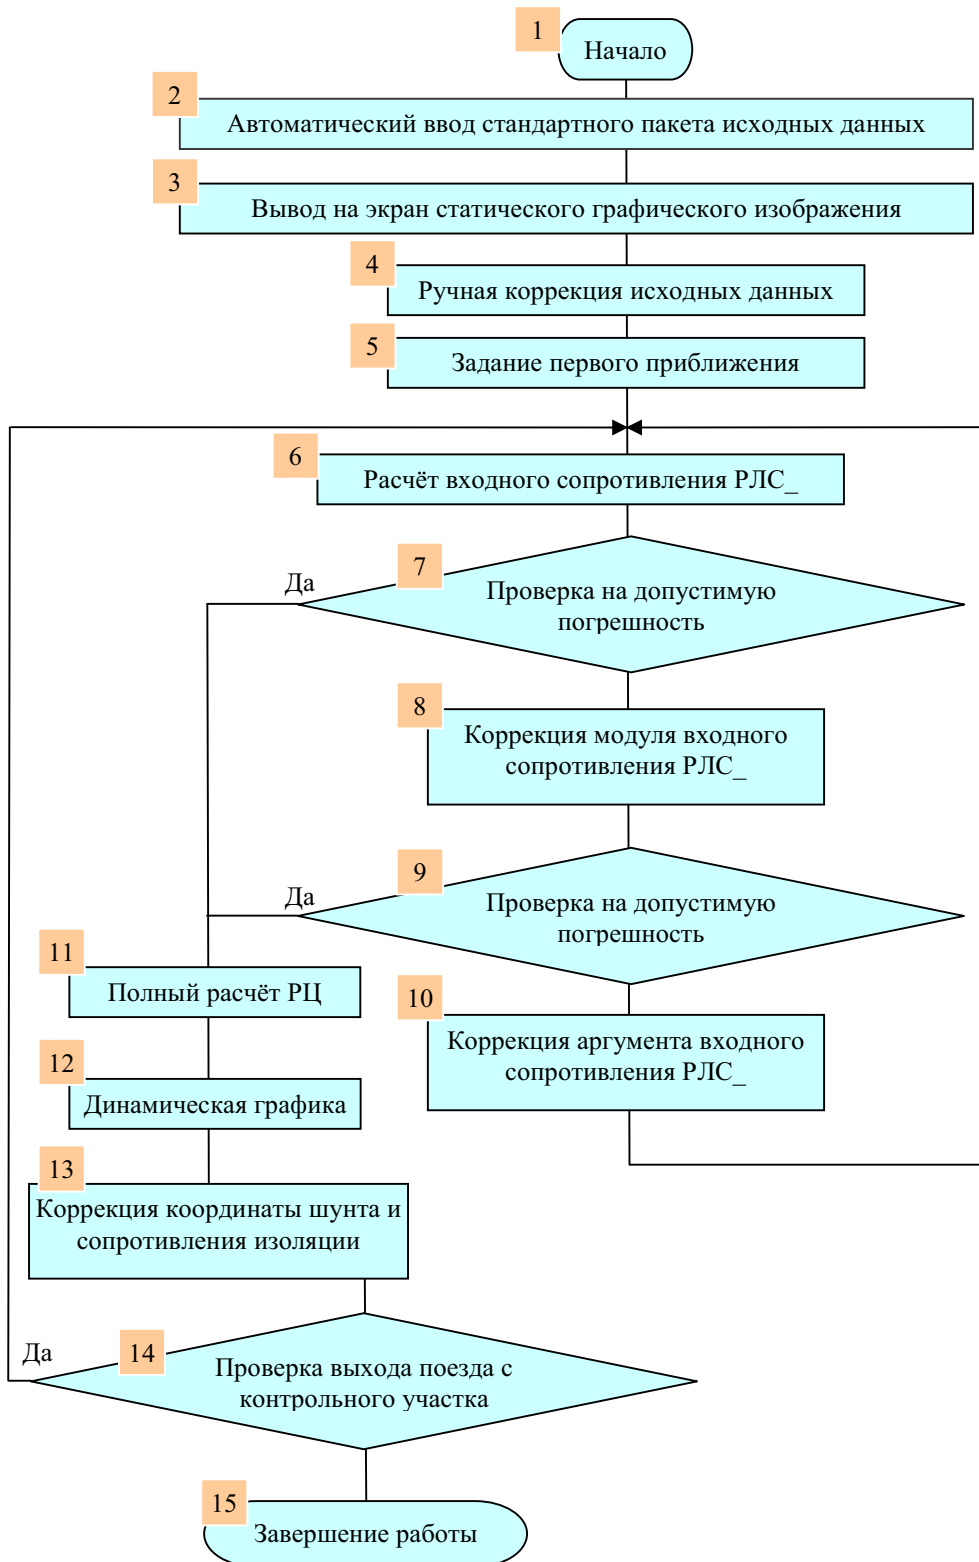 1
Начало
2
Автоматический ввод стандартного пакета исходных данных
3
Вывод на экран статического графического изображения
4
Ручная коррекция исходных данных
5
Задание первого приближения
6
Расчёт входного сопротивления РЛС_
7
Да
Проверка на допустимую
погрешность
8
Коррекция модуля входного
сопротивления РЛС_
9
Да
Проверка на допустимую
погрешность
11
Полный расчёт РЦ
10
Коррекция аргумента входного
сопротивления РЛС_
12
Динамическая графика
13
Коррекция координаты шунта и
сопротивления изоляции
Да
14
Проверка выхода поезда с
контрольного участка
15
Завершение работы